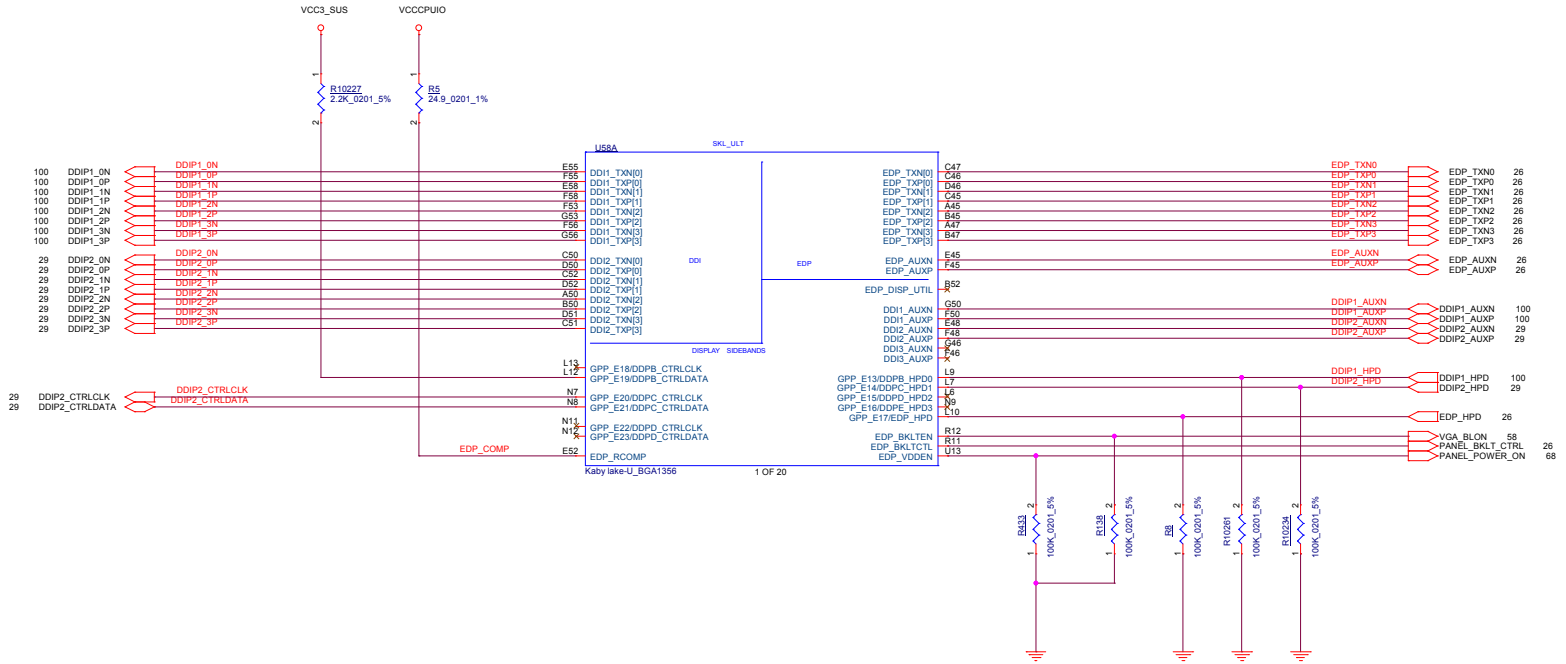 VCC3_SUS
VCCCPUIO
1
R10227
2.2K_0201_5%
2
1
R5
24.9_0201_1%
2
U58A
SKL_ULT
100 DDIP1_0N DDIP1_0N E55 DDI1_TXN[0]
100 DDIP1_0P DDIP1_0P F55 DDI1_TXP[0]
100 DDIP1_1N DDIP1_1N E58 DDI1_TXN[1]
100 DDIP1_1P DDIP1_1P F58 DDI1_TXP[1]
100 DDIP1_2N DDIP1_2N F53 DDI1_TXN[2]
100 DDIP1_2P DDIP1_2P G53 DDI1_TXP[2]
100 DDIP1_3N DDIP1_3N F56 DDI1_TXN[3]
100 DDIP1_3P DDIP1_3P G56 DDI1_TXP[3]
29 DDIP2_0N DDIP2_0N C50 DDI2_TXN[0]
29 DDIP2_0P DDIP2_0P D50 DDI2_TXP[0]
29 DDIP2_1N DDIP2_1N C52 DDI2_TXN[1]
29 DDIP2_1P DDIP2_1P D52 DDI2_TXP[1]
29 DDIP2_2N DDIP2_2N A50 DDI2_TXN[2]
29 DDIP2_2P DDIP2_2P B50 DDI2_TXP[2]
29 DDIP2_3N DDIP2_3N D51 DDI2_TXN[3]
29 DDIP2_3P DDIP2_3P C51 DDI2_TXP[3]
DDI
EDP
DISPLAY SIDEBANDS
L13 GPP_E18/DDPB_CTRLCLK
L12 GPP_E19/DDPB_CTRLDATA
29 DDIP2_CTRLCLK DDIP2_CTRLCLK N7 GPP_E20/DDPC_CTRLCLK
29 DDIP2_CTRLDATA DDIP2_CTRLDATA N8 GPP_E21/DDPC_CTRLDATA
N11 GPP_E22/DDPD_CTRLCLK
N12 GPP_E23/DDPD_CTRLDATA
EDP_COMP E52 EDP_RCOMP
EDP_TXN[0] C47 EDP_TXN0 EDP_TXN0 26
EDP_TXP[0] C46 EDP_TXP0 EDP_TXP0 26
EDP_TXN[1] D46 EDP_TXN1 EDP_TXN1 26
EDP_TXP[1] C45 EDP_TXP1 EDP_TXP1 26
EDP_TXN[2] A45 EDP_TXN2 EDP_TXN2 26
EDP_TXP[2] B45 EDP_TXP2 EDP_TXP2 26
EDP_TXN[3] A47 EDP_TXN3 EDP_TXN3 26
EDP_TXP[3] B47 EDP_TXP3 EDP_TXP3 26
EDP_AUXN E45 EDP_AUXN EDP_AUXN 26
EDP_AUXP F45 EDP_AUXP EDP_AUXP 26
EDP_DISP_UTIL B52
DDI1_AUXN G50 DDIP1_AUXN DDIP1_AUXN 100
DDI1_AUXP F50 DDIP1_AUXP DDIP1_AUXP 100
DDI2_AUXN E48 DDIP2_AUXN DDIP2_AUXN 29
DDI2_AUXP F48 DDIP2_AUXP DDIP2_AUXP 29
DDI3_AUXN G46
DDI3_AUXP F46
GPP_E13/DDPB_HPD0 L9 DDIP1_HPD DDIP1_HPD 100
GPP_E14/DDPC_HPD1 L7 DDIP2_HPD DDIP2_HPD 29
GPP_E15/DDPD_HPD2 L6
GPP_E16/DDPE_HPD3 N9
GPP_E17/EDP_HPD L10 EDP_HPD 26
EDP_BKLTEN R12 VGA_BLON 58
EDP_BKLTCTL R11 PANEL_BKLT_CTRL 26
EDP_VDDEN U13 PANEL_POWER_ON 68
Kaby lake-U_BGA1356
1 OF 20
2
R433
100K_0201_5%
1
2
R138
100K_0201_5%
1
2
R8
100K_0201_5%
1
2
R10261
100K_0201_5%
1
2
R10234
100K_0201_5%
1